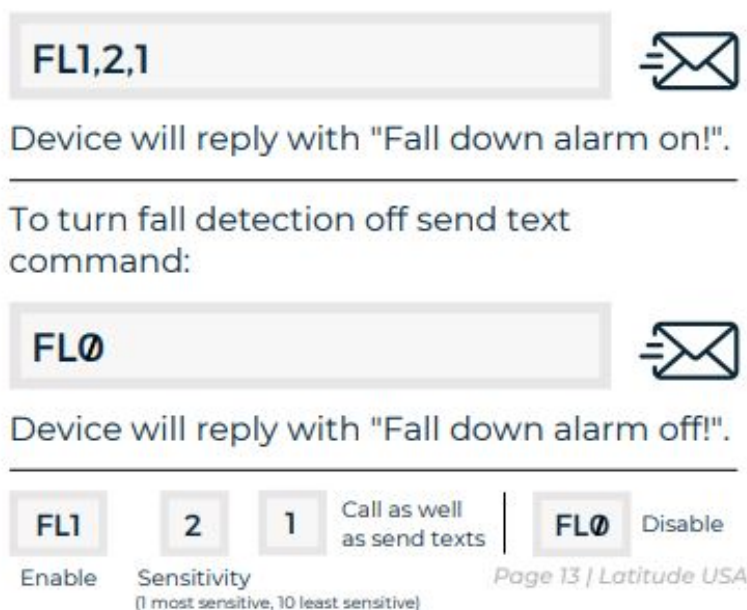 FL1,2,1
Device will reply with "Fall down alarm on!".
To turn fall detection off send text
command:
FL0
Device will reply with "Fall down alarm off!".
FL1 2 1 Call as well
as send texts
FL0 Disable
Enable Sensitivity
(1 most sensitive, 10 least sensitive)
Page 13 | Latitude USA